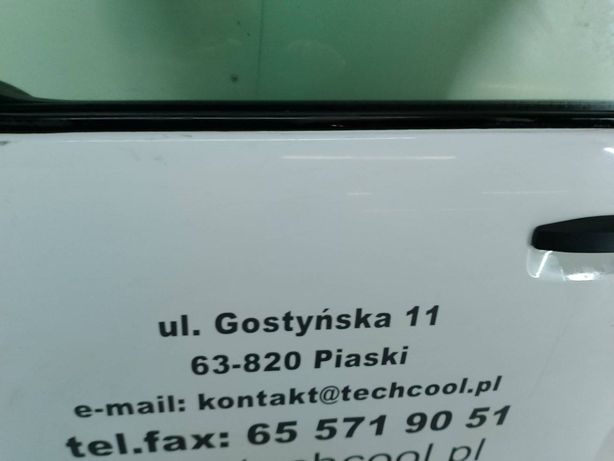 ul. Gostyńska 11
63-820 Piaski
e-mail: kontakt@techcool.pl
tel.fax: 65 571 90 51